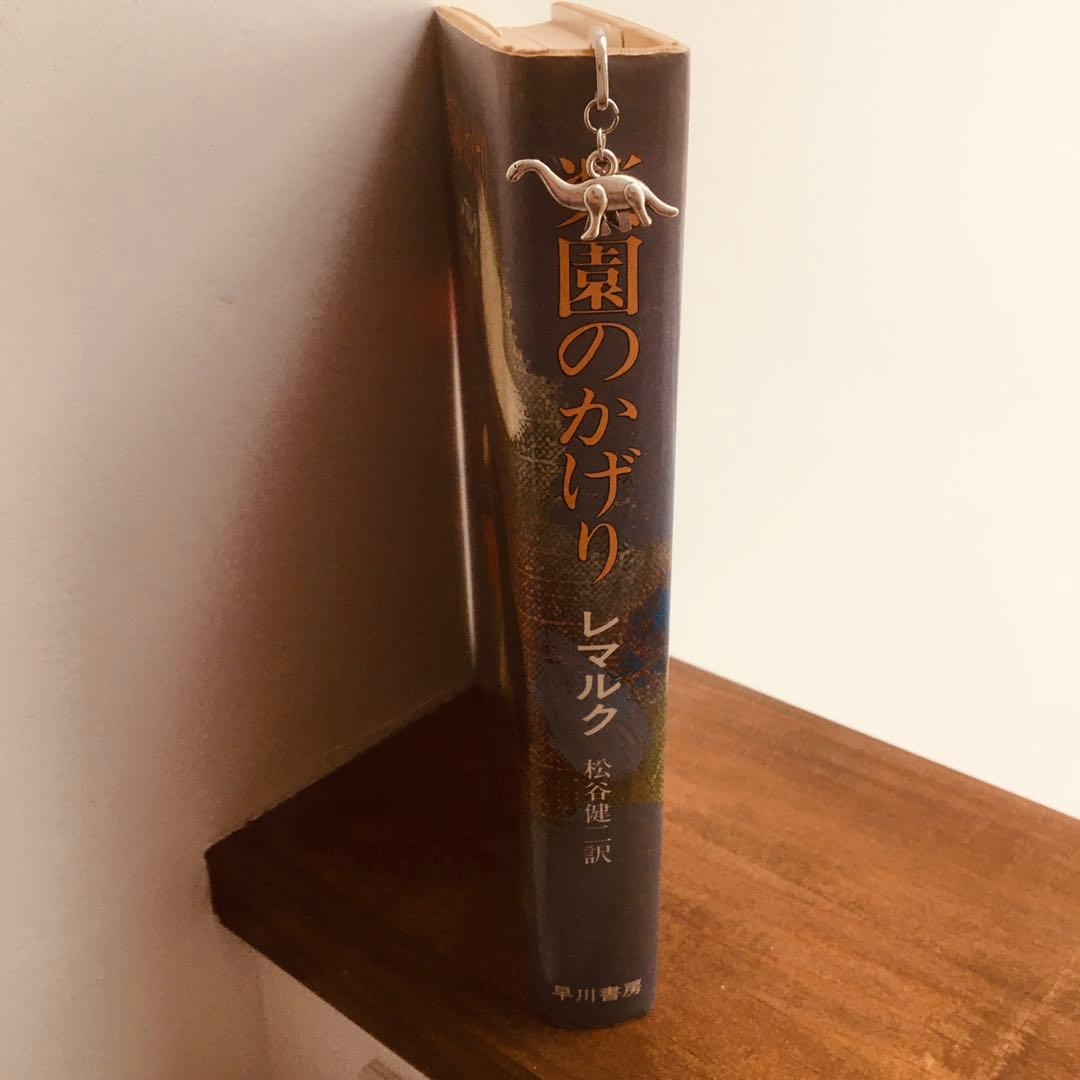 楽園のかげり
レマルク
松谷健二訳
早川書房